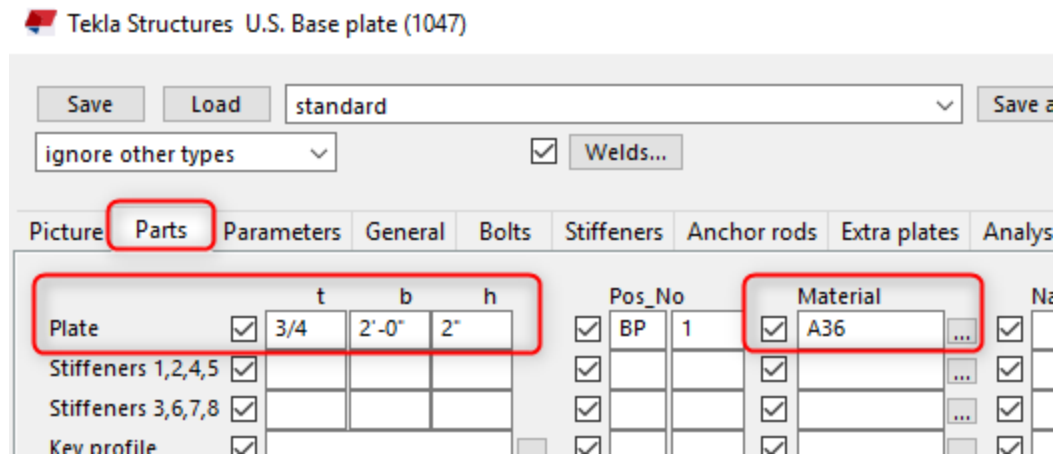 Tekla Structures U.S. Base plate (1047)
Save Load standard Save a
ignore other types Welds...
Picture Parts Parameters General Bolts Stiffeners Anchor rods Extra plates Analys
t b h Pos_No Material Na
Plate 3/4 2'-0" 2" BP 1 A36 ...
Stiffeners 1,2,4,5 ...
Stiffeners 3,6,7,8 ...
Key profile